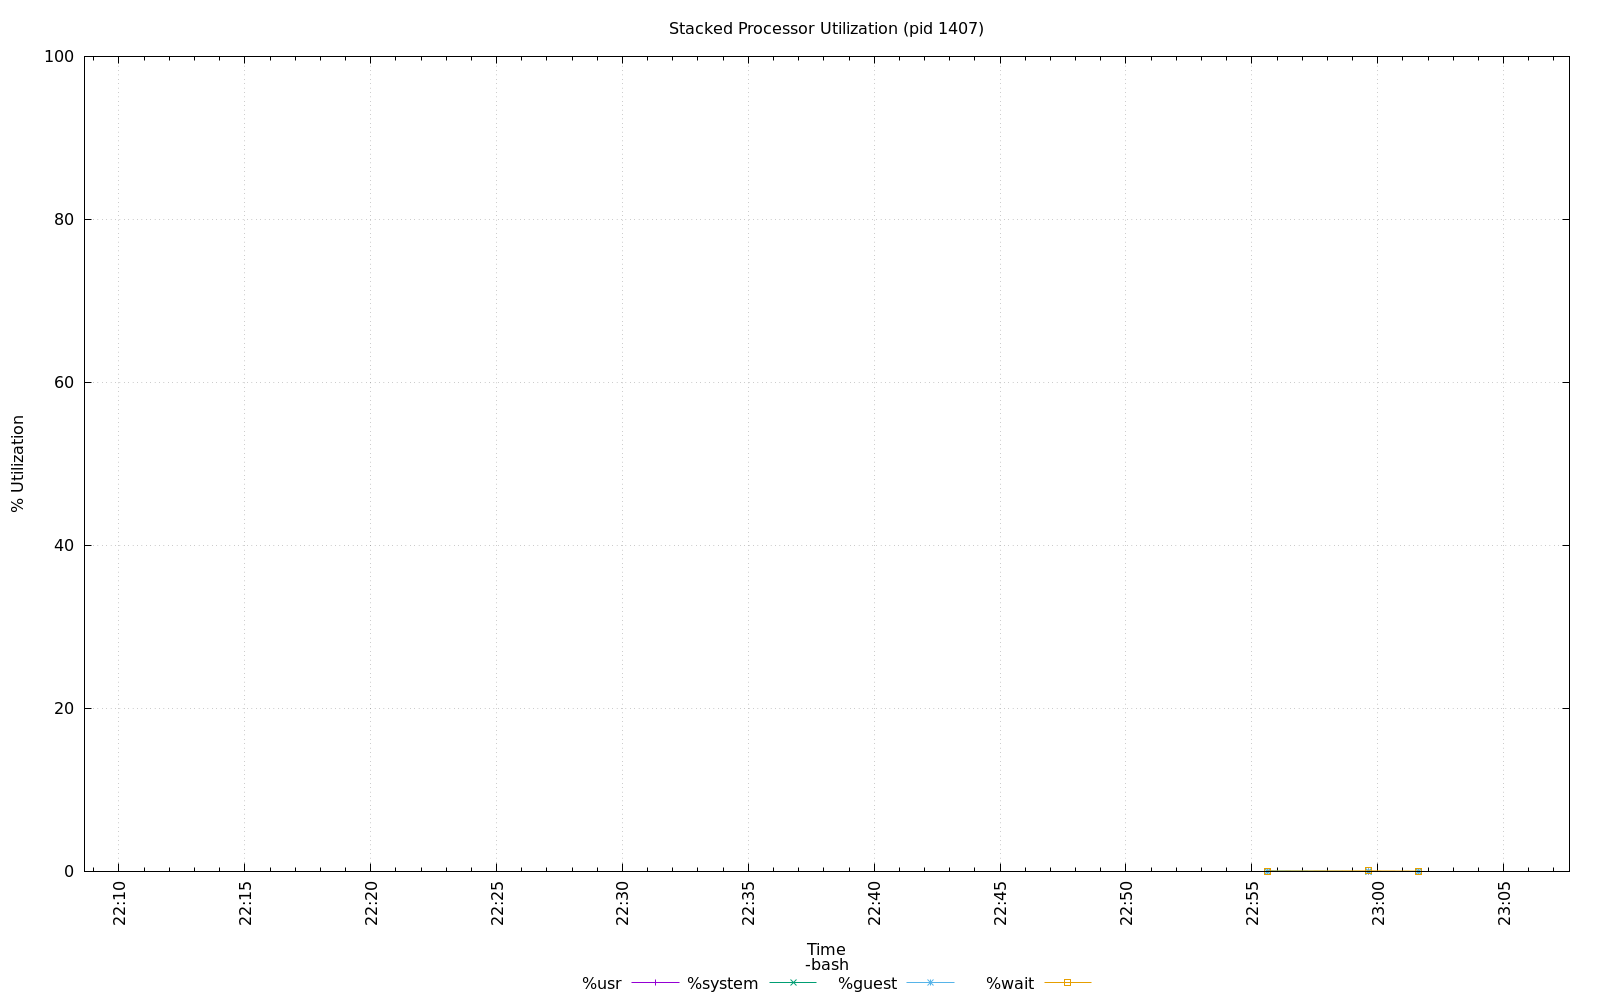 Stacked Processor Utilization (pid 1407)
100
80
60
40
20
0
% Utilization
22:10 22:15 22:20 22:25 22:30 22:35 22:40 22:45 22:50 22:55 23:00 23:05
Time
-bash
%usr %system %guest %wait